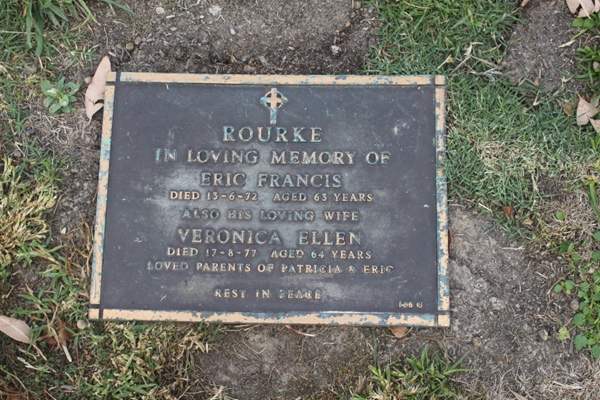 ROURKE
IN LOVING MEMORY OF
ERIC FRANCIS
DIED 13-6-72 AGED 63 YEARS
ALSO HIS LOVING WIFE
VERONICA ELLEN
DIED 17-8-77 AGED 64 YEARS
LOVED PARENTS OF PATRICIA & ERIC
REST IN PEACE